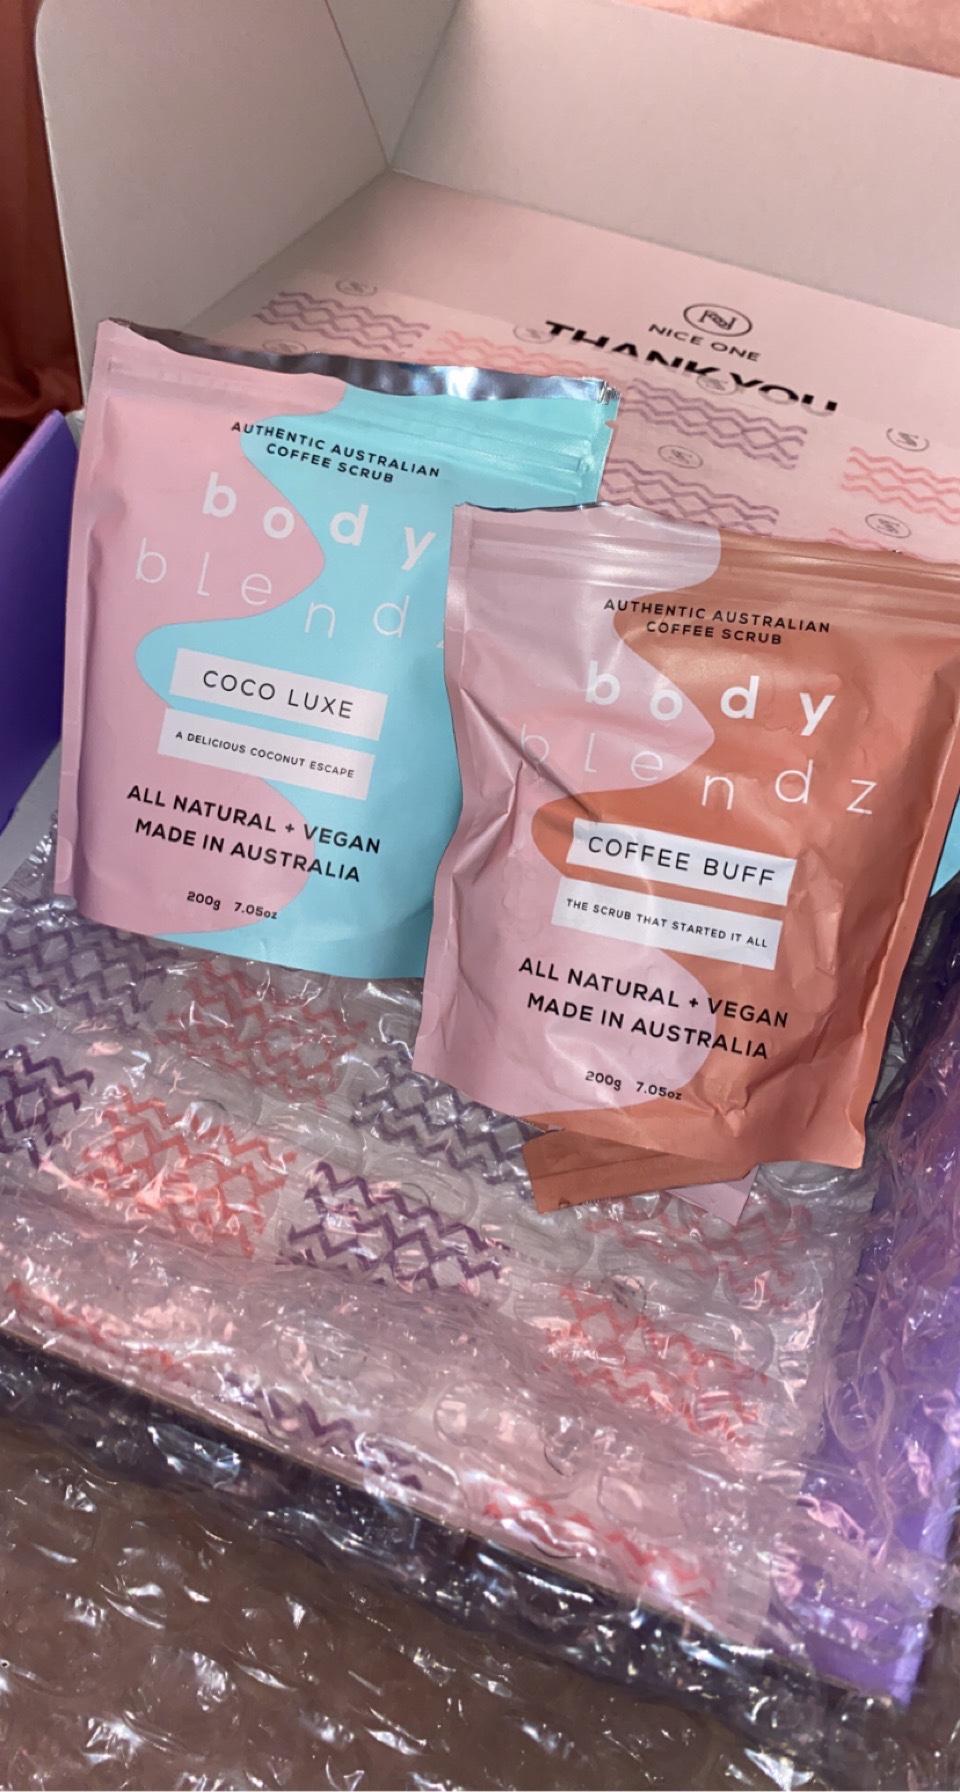 NICE ONE
THANK YOU
AUTHENTIC AUSTRALIAN
COFFEE SCRUB
body
blend
COCO LUXE
A DELICIOUS COCONUT ESCAPE
ALL NATURAL + VEGAN
MADE IN AUSTRALIA
200g 7.05oz
AUTHENTIC AUSTRALIAN
COFFEE SCRUB
body
blendz
COFFEE BUFF
THE SCRUB THAT STARTED IT ALL
ALL NATURAL + VEGAN
MADE IN AUSTRALIA
200g 7.05oz